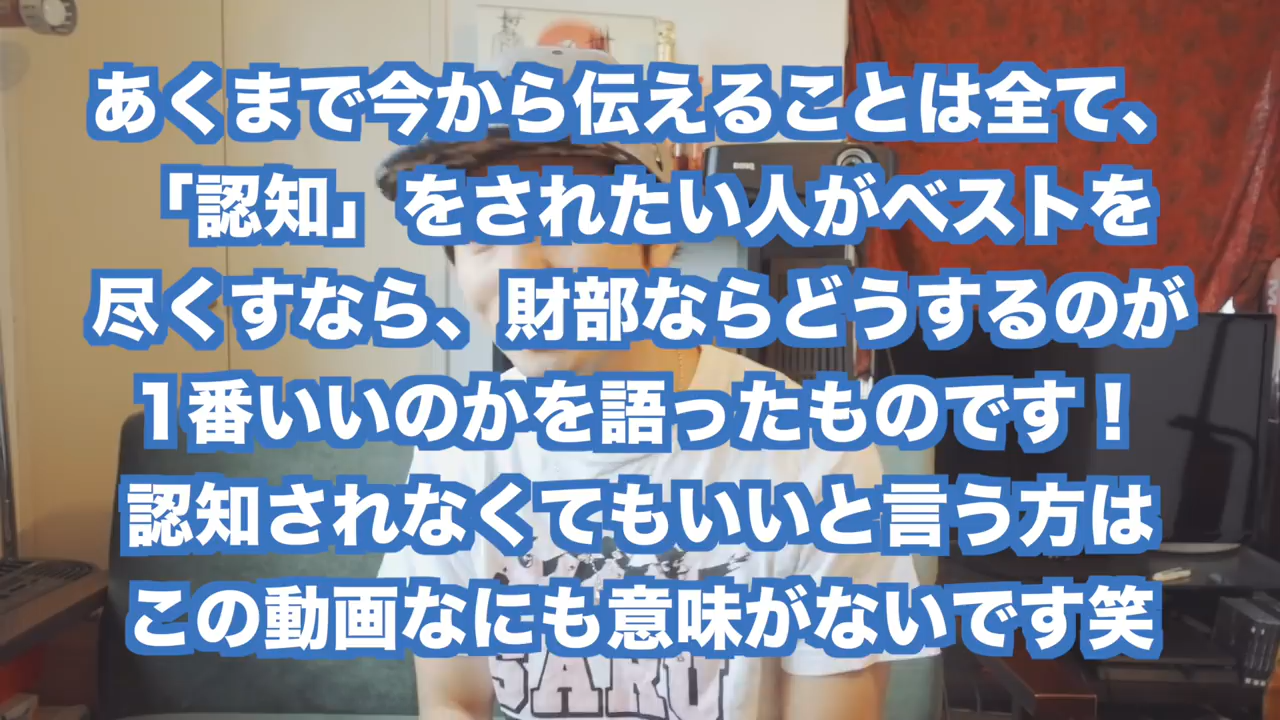 あくまで今から伝えることは全て、
「認知」をされたい人がベストを
尽くすなら、財部ならどうするのが
1番いいのかを語ったものです！
認知されなくてもいいと言う方は
この動画なにも意味がないです笑
SARU